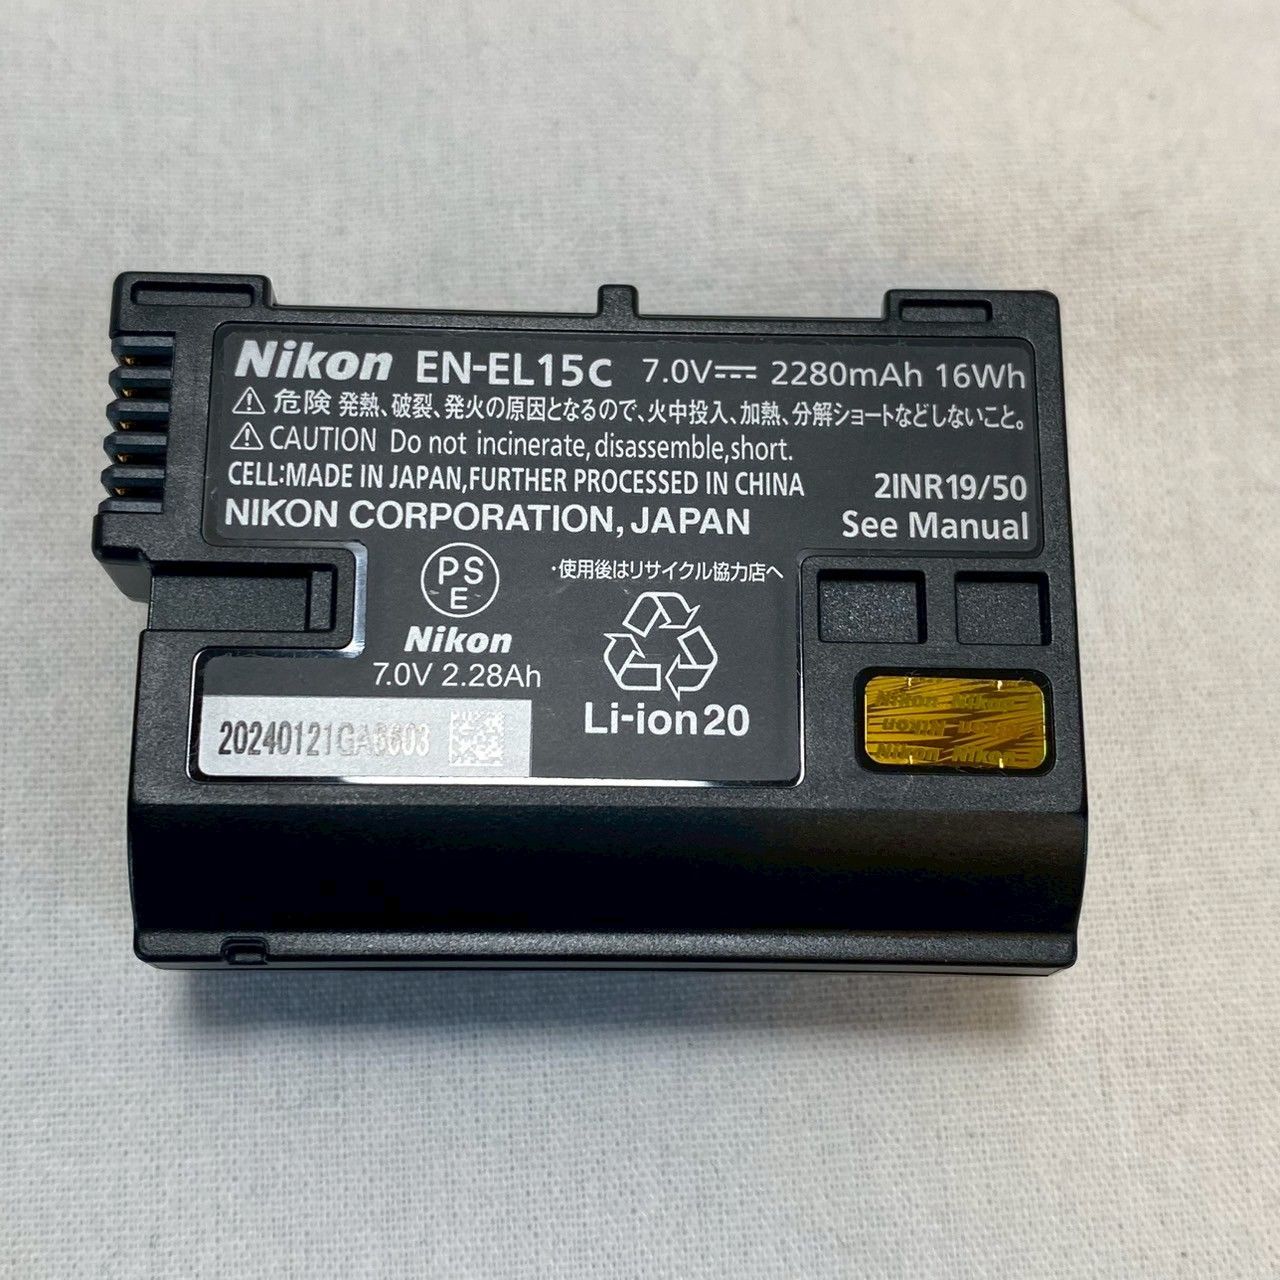 Nikon EN-EL15c 7.0V 2280mAh 16Wh
⚠危険 発熱、破裂、発火の原因となるので、火中投入、加熱、分解ショートなどしないこと。
⚠CAUTION Do not incinerate,disassemble,short.
CELL:MADE IN JAPAN,FURTHER PROCESSED IN CHINA 2INR19/50
NIKON CORPORATION, JAPAN See Manual
PS
E
・使用後はリサイクル協力店へ
Nikon
7.0V 2.28Ah
Li-ion20
Nikon Nikon
Nikon
Nikon Nikon